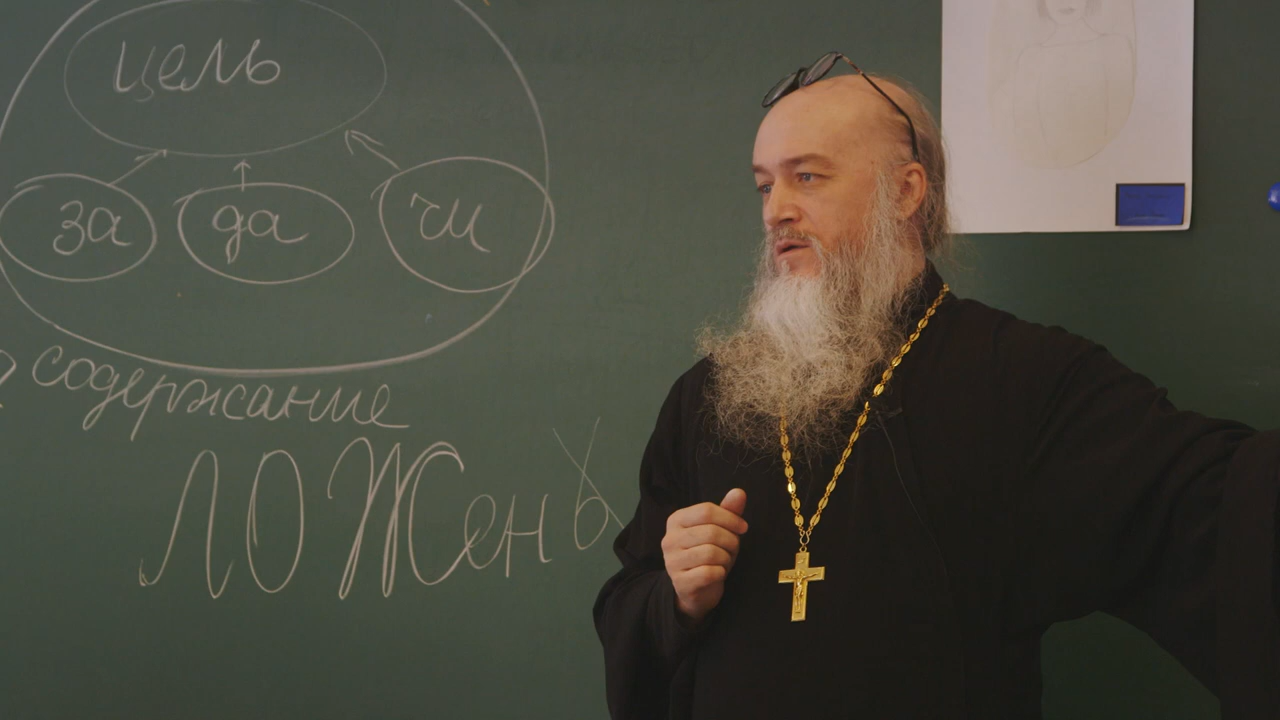 цель
за да чи
? содержание
ЛОЖень